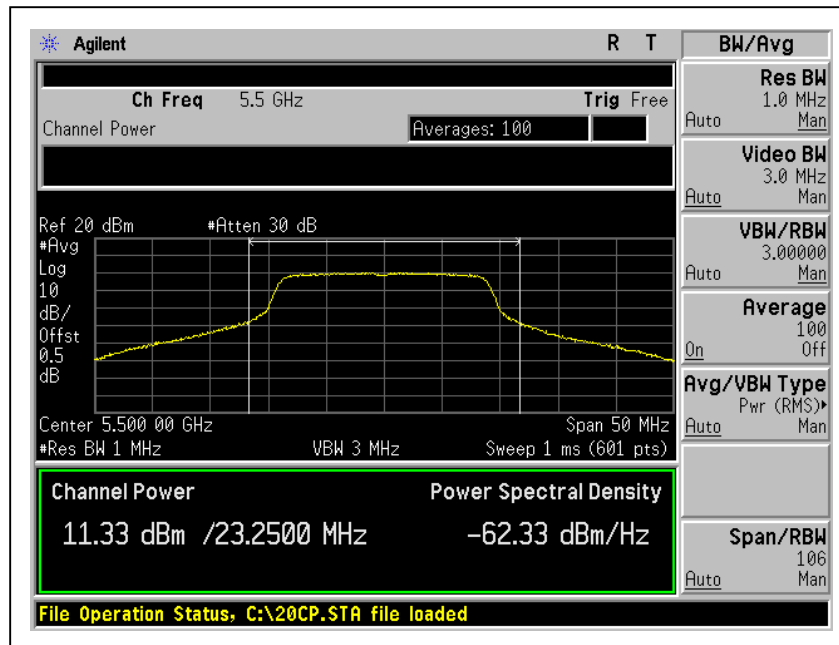 Agilent R T
Ch Freq 5.5 GHz Trig Free
Channel Power Averages: 100
Ref 20 dBm #Atten 30 dB
#Avg
Log
10
dB/
Offst
0.5
dB
Center 5.500 00 GHz Span 50 MHz
#Res BW 1 MHz VBW 3 MHz Sweep 1 ms (601 pts)
Channel Power Power Spectral Density
11.33 dBm /23.2500 MHz -62.33 dBm/Hz
File Operation Status, C:\20CP.STA file loaded
BW/Avg
Res BW
1.0 MHz
Auto Man
Video BW
3.0 MHz
Auto Man
VBW/RBW
3.00000
Auto Man
Average
100
On Off
Avg/VBW Type
Pwr (RMS)▸
Auto Man
Span/RBW
106
Auto Man